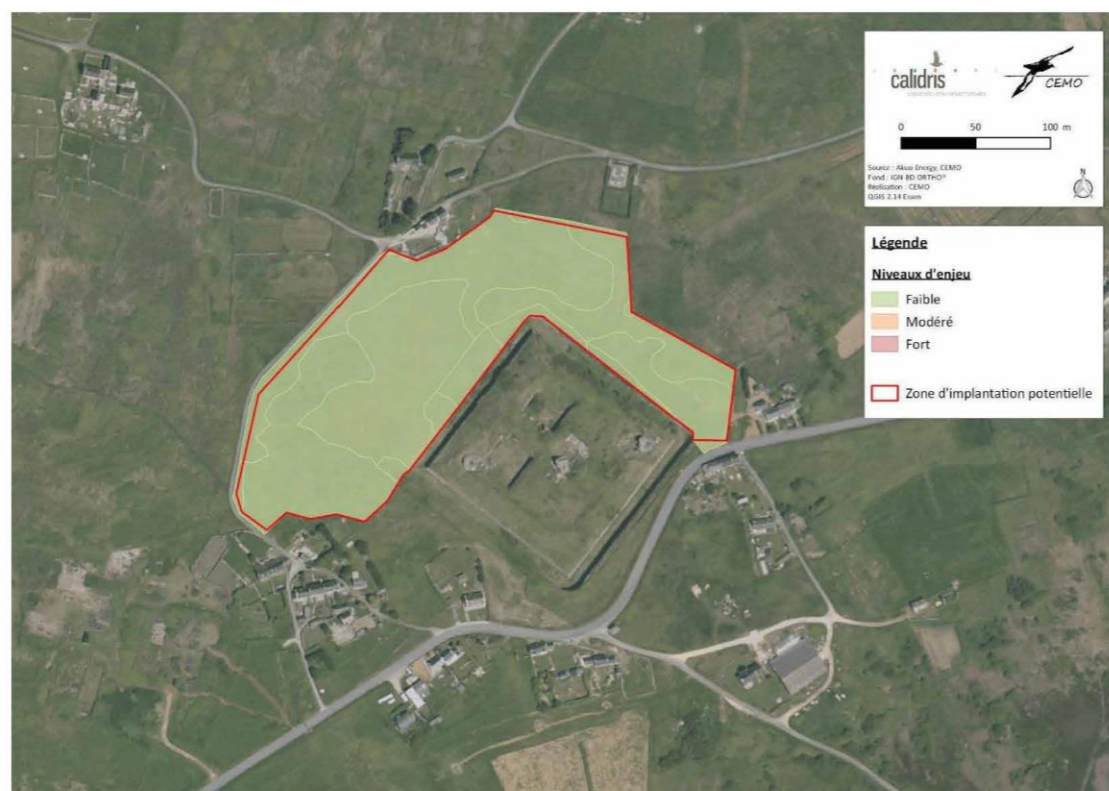 calidris
CEMO
0 50 100 m
Source : Akuo Energy, CEMO
Fond : IGN BD ORTHO®
Réalisation : CEMO
QGIS 2.14 Essen
N
Légende
Niveaux d'enjeu
Faible
Modéré
Fort
Zone d'implantation potentielle